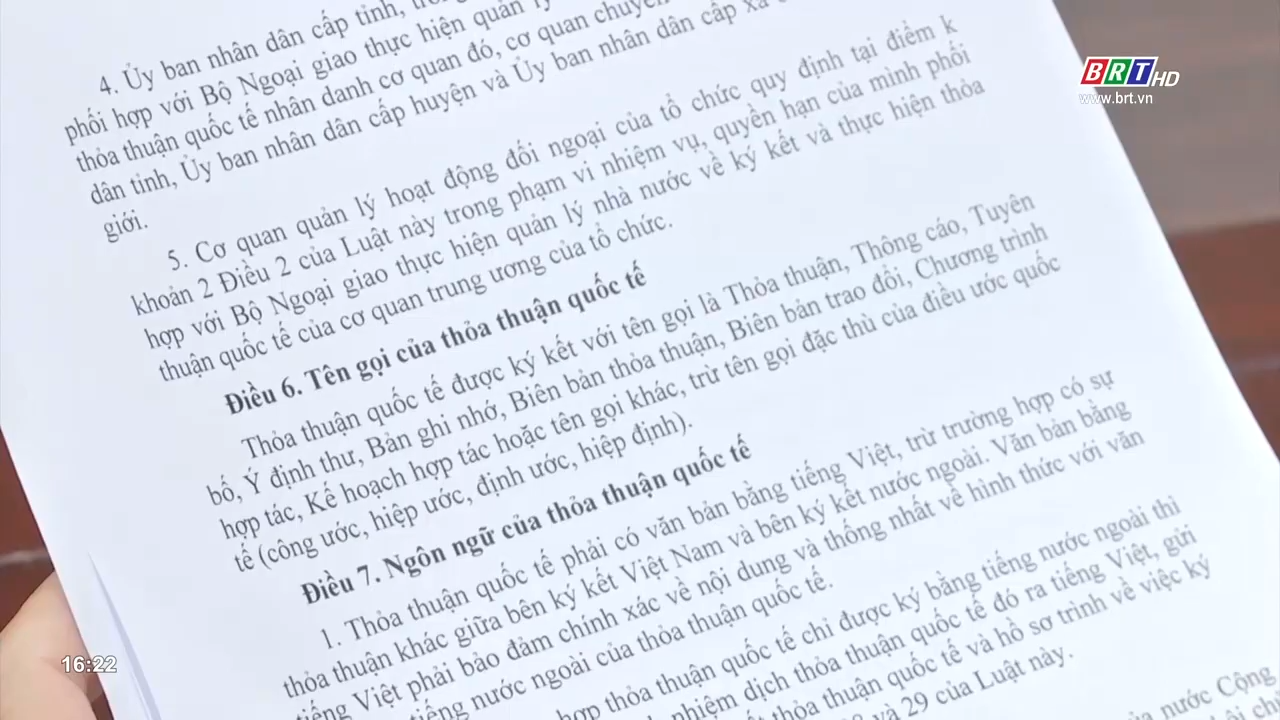 4. Ủy ban nhân dân cấp tỉnh,
phối hợp với Bộ Ngoại giao thực hiện quản lý
thỏa thuận quốc tế nhân danh cơ quan đó, cơ quan chuyên
dân tỉnh, Ủy ban nhân dân cấp huyện và Ủy ban nhân dân cấp xã
giới.
5. Cơ quan quản lý hoạt động đối ngoại của tổ chức quy định tại điểm k
khoản 2 Điều 2 của Luật này trong phạm vi nhiệm vụ, quyền hạn của mình phối
hợp với Bộ Ngoại giao thực hiện quản lý nhà nước về ký kết và thực hiện thỏa
thuận quốc tế của cơ quan trung ương của tổ chức.
Điều 6. Tên gọi của thỏa thuận quốc tế
Thỏa thuận quốc tế được ký kết với tên gọi là Thỏa thuận, Thông cáo, Tuyên
bố, Ý định thư, Bản ghi nhớ, Biên bản thỏa thuận, Biên bản trao đổi, Chương trình
hợp tác, Kế hoạch hợp tác hoặc tên gọi khác, trừ tên gọi đặc thù của điều ước quốc
tế (công ước, hiệp ước, định ước, hiệp định).
Điều 7. Ngôn ngữ của thỏa thuận quốc tế
1. Thỏa thuận quốc tế phải có văn bản bằng tiếng Việt, trừ trường hợp có sự
thỏa thuận khác giữa bên ký kết Việt Nam và bên ký kết nước ngoài. Văn bản bằng
tiếng Việt phải bảo đảm chính xác về nội dung và thống nhất về hình thức với văn
tiếng nước ngoài của thỏa thuận quốc tế.
hợp thỏa thuận quốc tế chỉ được ký bằng tiếng nước ngoài thì
nhiệm dịch thỏa thuận quốc tế đó ra tiếng Việt, gửi
thỏa thuận quốc tế và hồ sơ trình về việc ký
và 29 của Luật này.
của nước Cộng
BRT HD
www.brt.vn
16:22